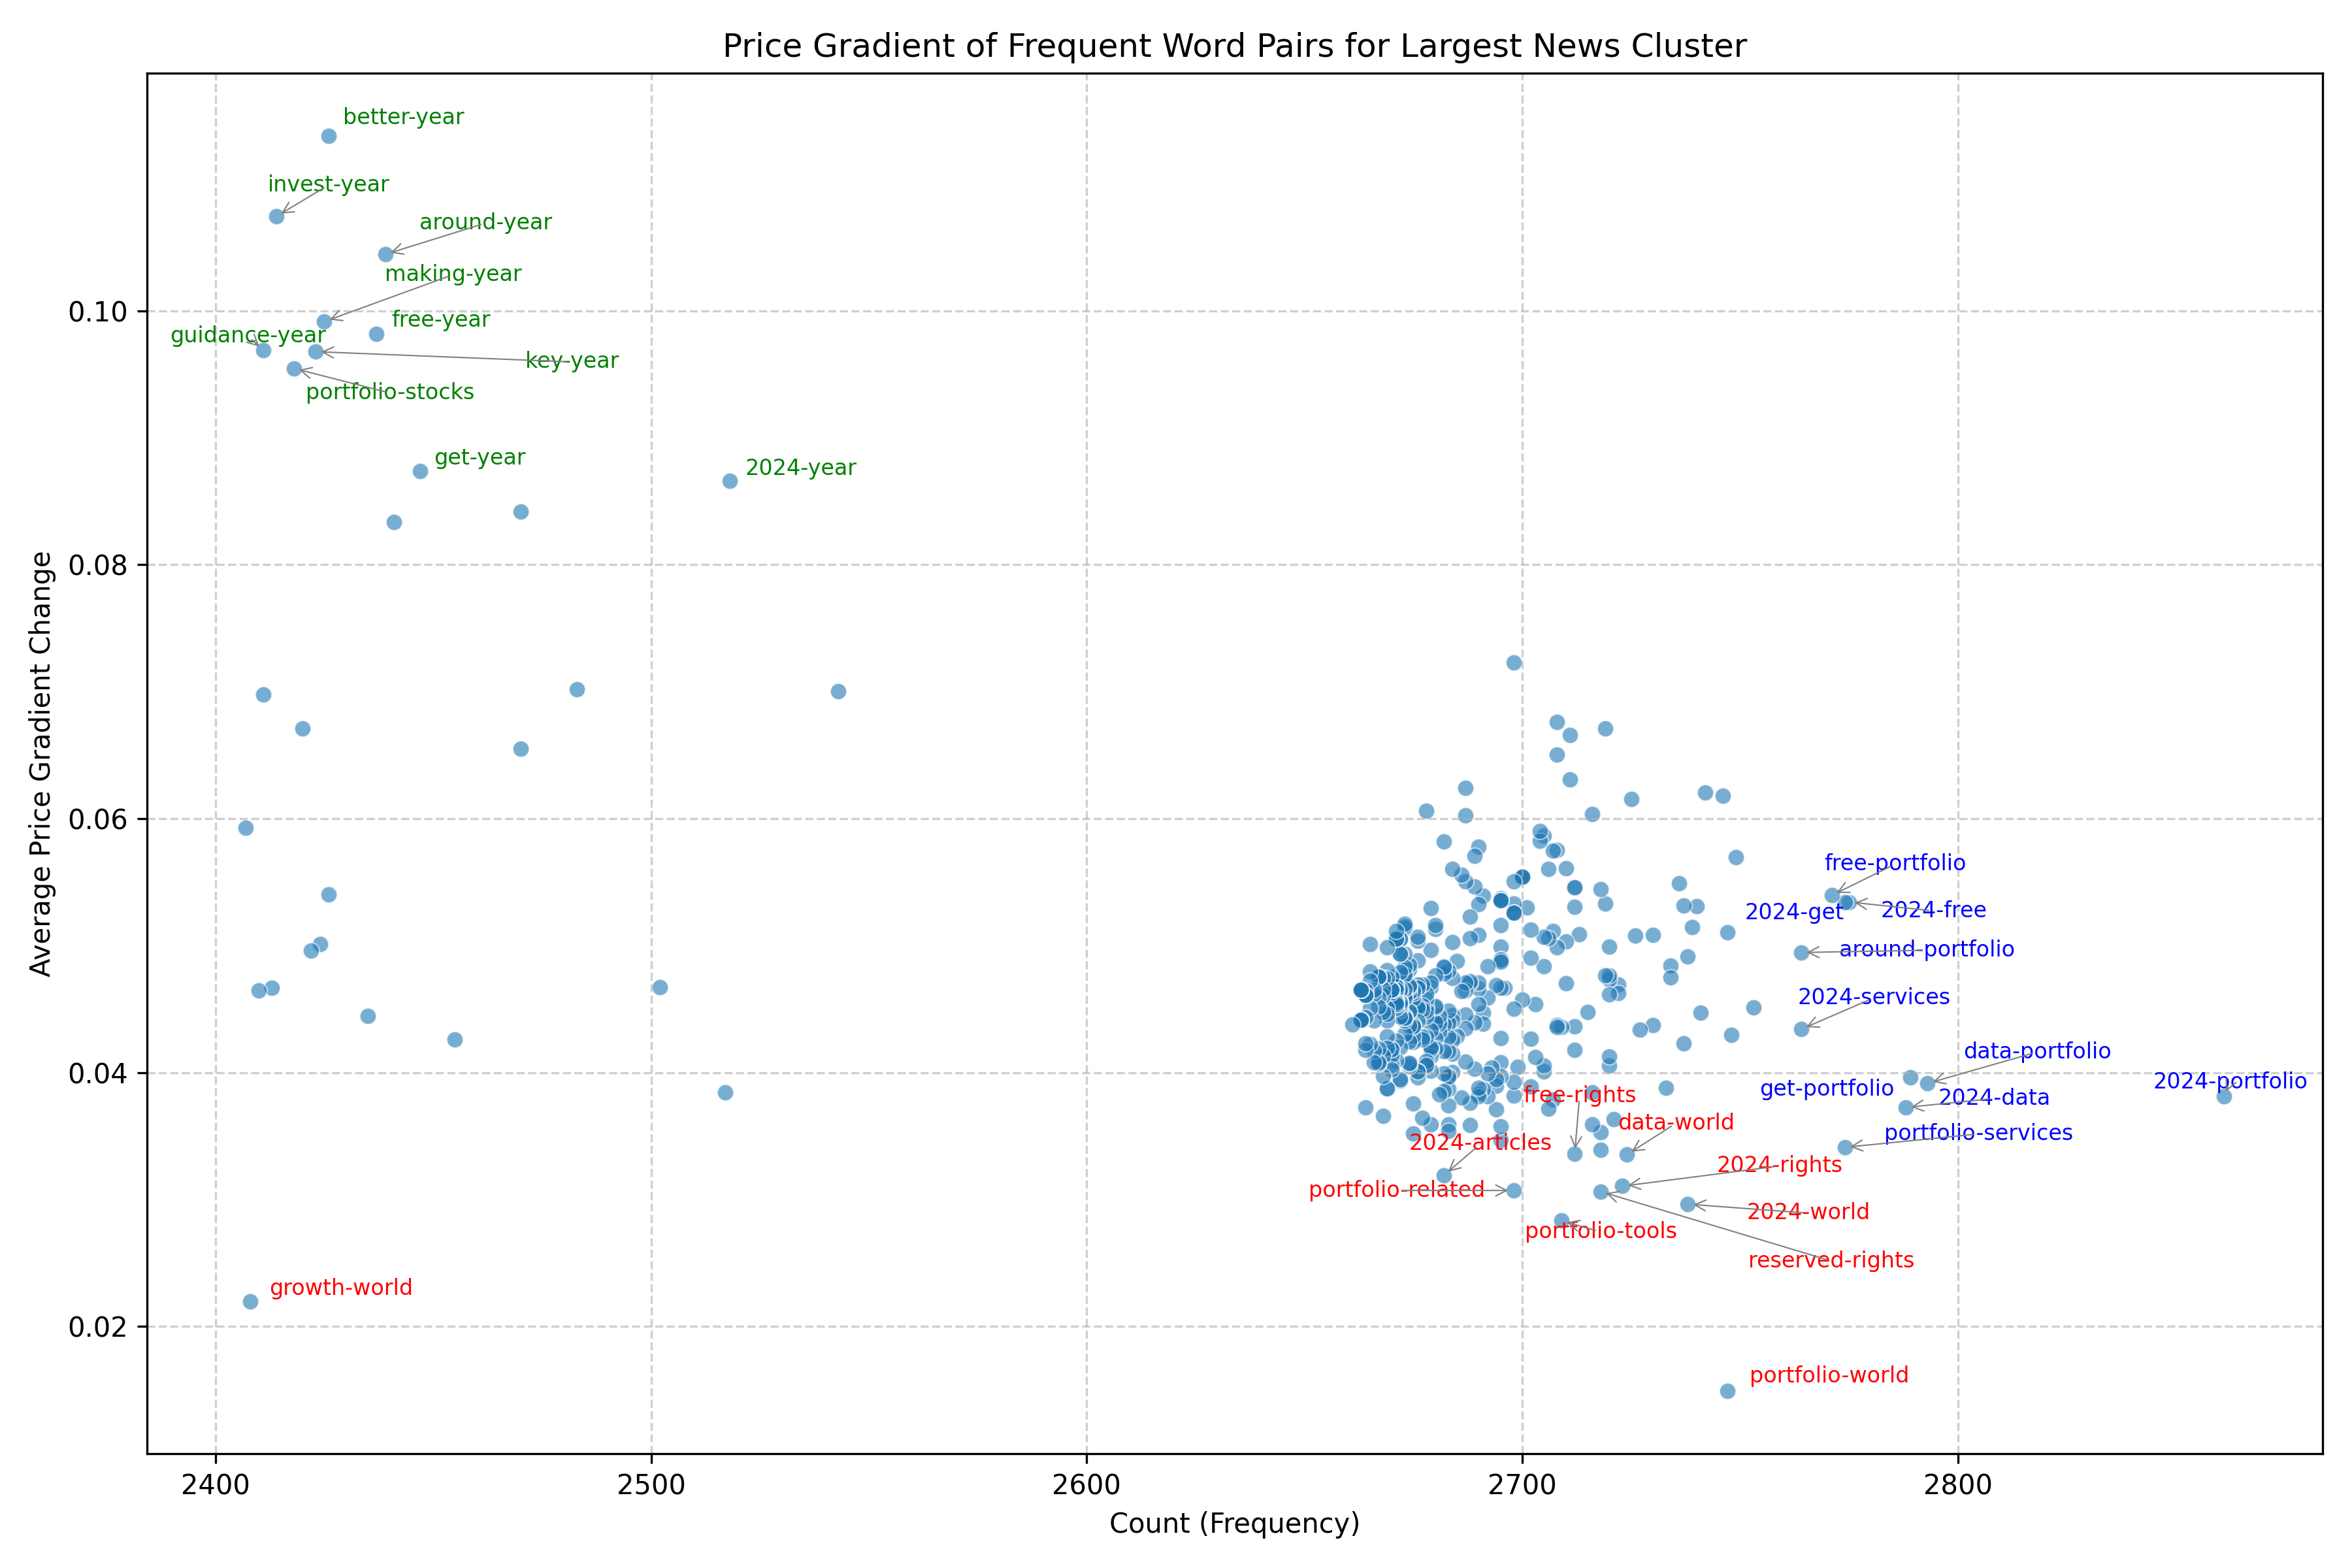 Price Gradient of Frequent Word Pairs for Largest News Cluster
better-year
invest-year
around-year
making-year
0.10
free-year
guidance-year
key-year
portfolio-stocks
get-year
2024-year
0.08
Average Price Gradient Change
0.06
free-portfolio
2024-get
2024-free
around-portfolio
2024-services
data-portfolio
0.04
2024-portfolio
get-portfolio
free-rights
2024-data
data-world
portfolio-services
2024-articles
2024-rights
portfolio-related
2024-world
portfolio-tools
reserved-rights
growth-world
0.02
portfolio-world
2400
2500
2600
2700
2800
Count (Frequency)